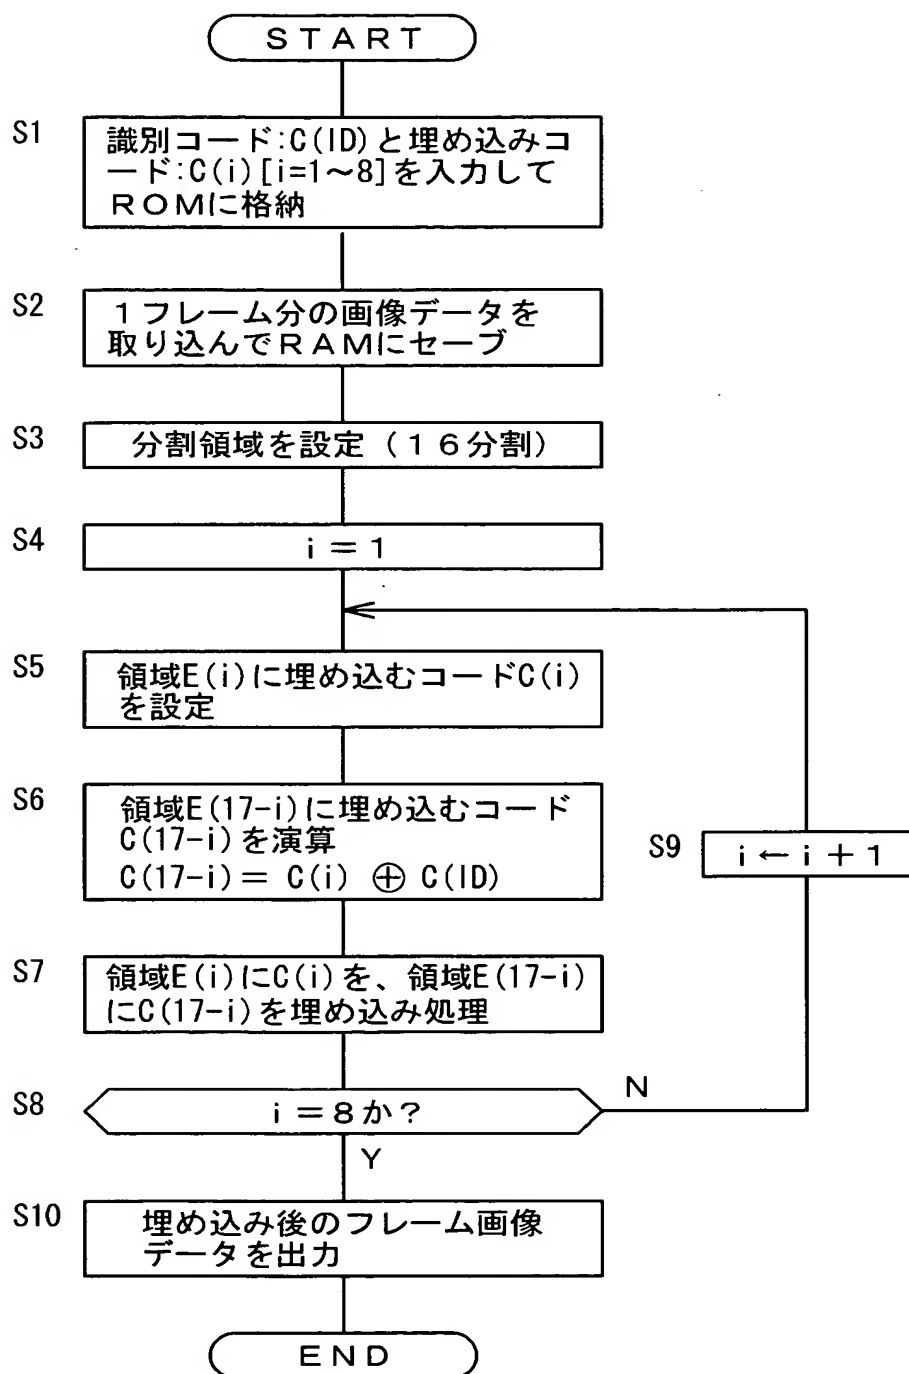 START
S1
識別コード:C(ID)と埋め込みコ
ード:C(i)[i=1～8]を入力して
ROMに格納
S2
1フレーム分の画像データを
取り込んでRAMにセーブ
S3
分割領域を設定(16分割)
S4
i=1
S5
領域E(i)に埋め込むコードC(i)
を設定
S6
領域E(17-i)に埋め込むコード
C(17-i)を演算
C(17-i)= C(i) ⊕ C(ID)
S9
i←i+1
S7
領域E(i)にC(i)を、領域E(17-i)
にC(17-i)を埋め込み処理
S8
i=8か?
N
Y
S10
埋め込み後のフレーム画像
データを出力
END